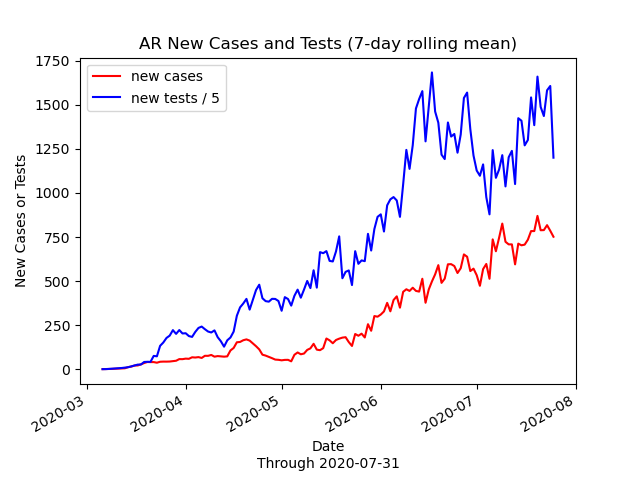 AR New Cases and Tests (7-day rolling mean)
new cases
new tests / 5
New Cases or Tests
1750
1500
1250
1000
750
500
250
0
2020-03
2020-04
2020-05
2020-06
2020-07
2020-08
Date
Through 2020-07-31